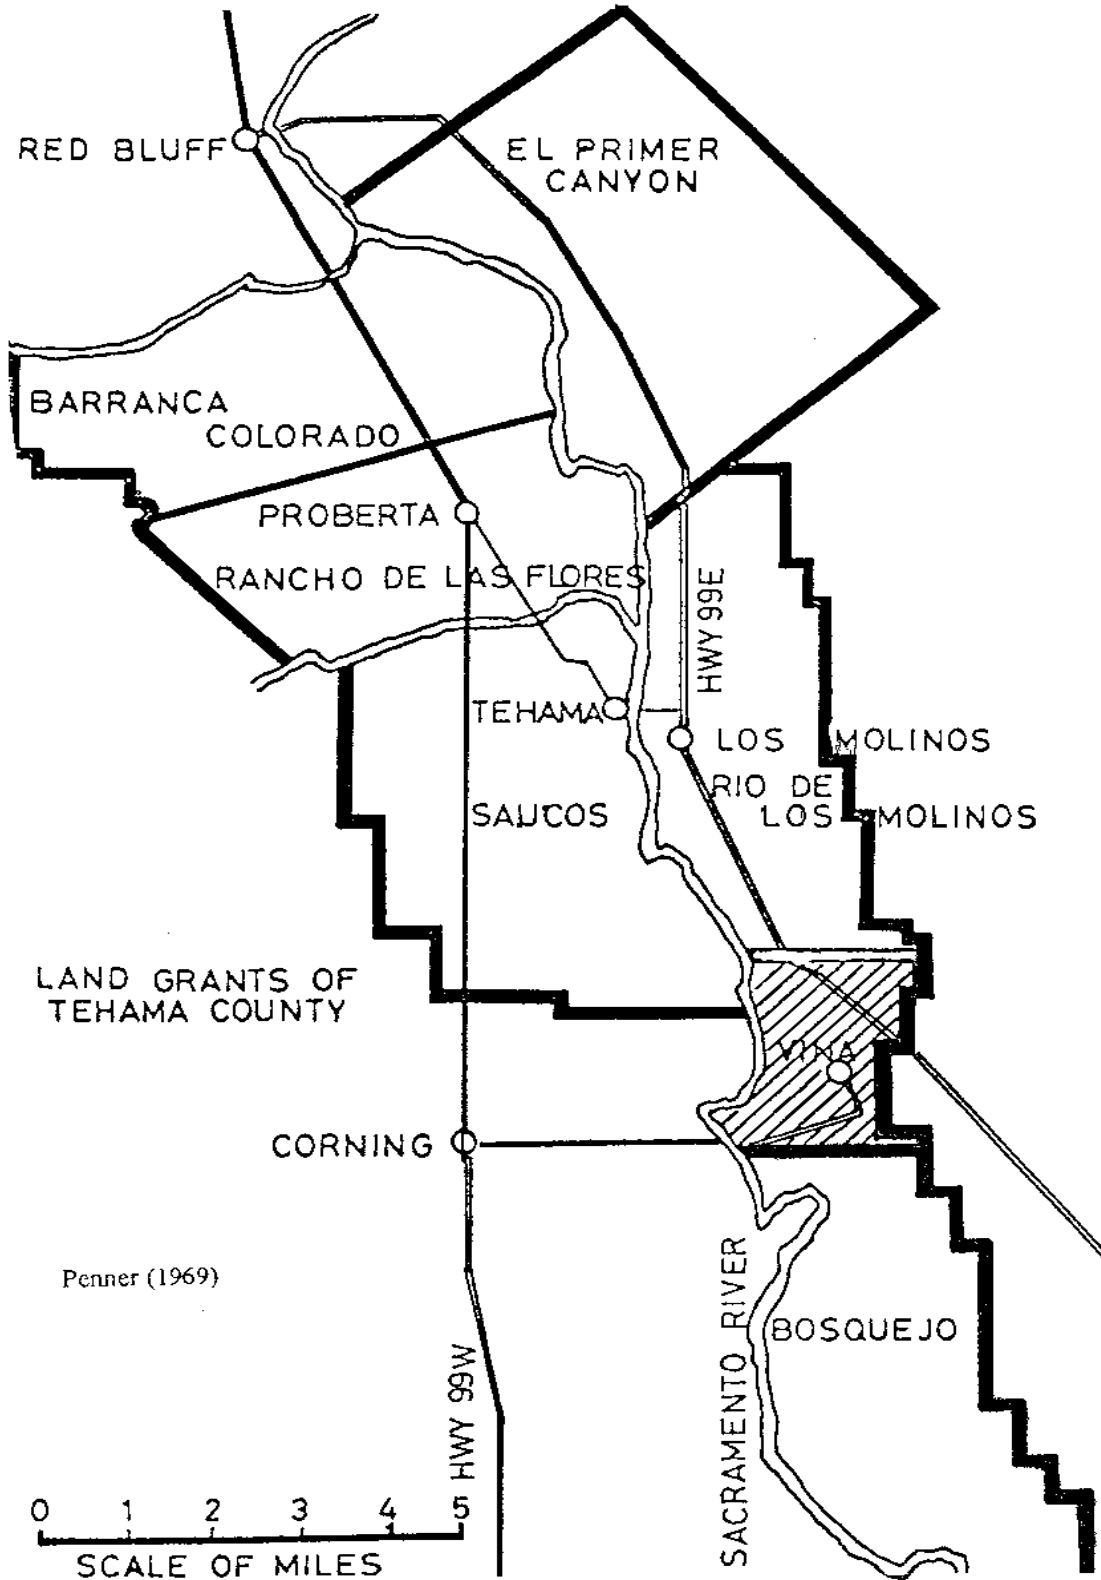 RED BLUFF
EL PRIMER
CANYON
BARRANCA
COLORADO
PROBERTA
RANCHO DE LAS FLORES
HWY 99E
TEHAMA
LOS MOLINOS
RIO DE
LOS MOLINOS
SAUCOS
LAND GRANTS OF
TEHAMA COUNTY
VINA
CORNING
Penner (1969)
SACRAMENTO RIVER
BOSQUEJO
HWY 99W
0 1 2 3 4 5
SCALE OF MILES